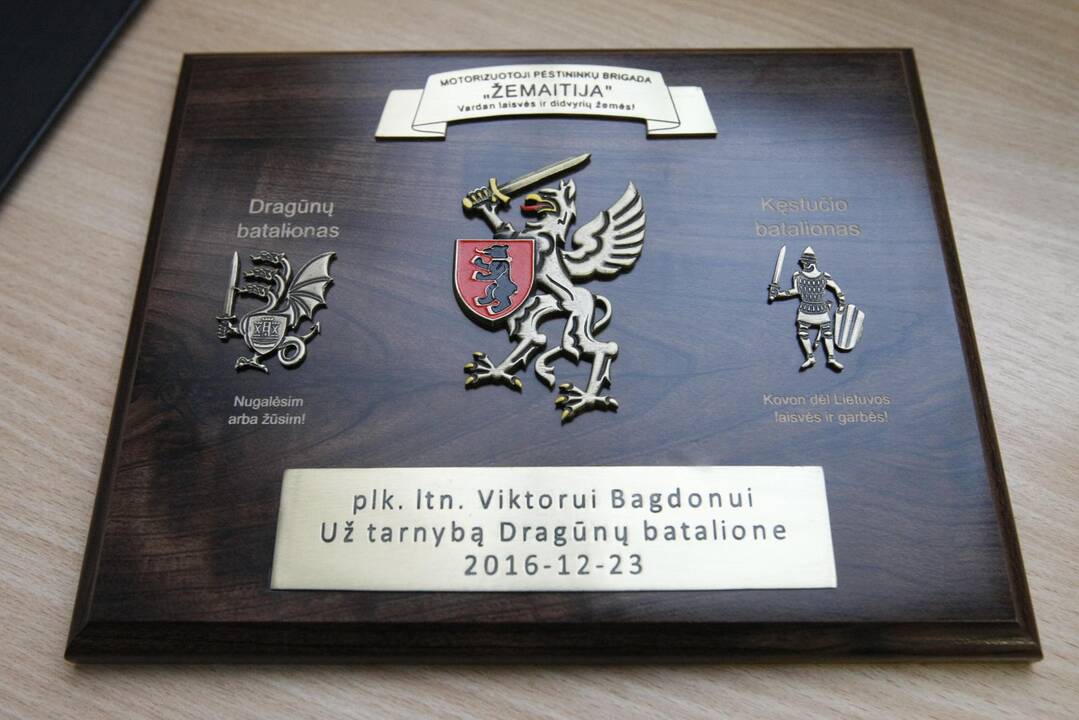 MOTORIZUOTOJI PĖSTININKŲ BRIGADA
„ŽEMAITIJA"
Vardan laisvės ir didvyrių žemės!
Dragūnų
batalionas
Kęstučio
batalionas
Nugalėsim
arba žūsim!
Kovon dėl Lietuvos
laisvės ir garbės!
plk. ltn. Viktorui Bagdonui
Už tarnybą Dragūnų batalione
2016-12-23